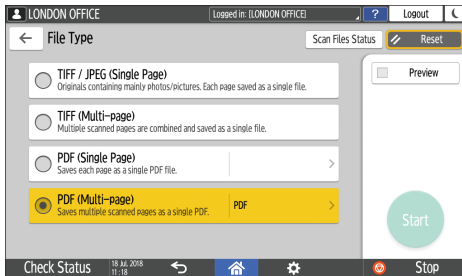 LONDON OFFICE
Logged in: [LONDON OFFICE]
?
Logout
File Type
Scan Files Status
Reset
TIFF / JPEG (Single Page)
Originals containing mainly photos/pictures. Each page saved as a single file.
Preview
TIFF (Multi-page)
Multiple scanned pages are combined and saved as a single file.
PDF (Single Page)
Saves each page as a single PDF file.
PDF (Multi-page)
Saves multiple scanned pages as a single PDF.
PDF
Start
Check Status
18 Jul. 2018
11:18
Stop